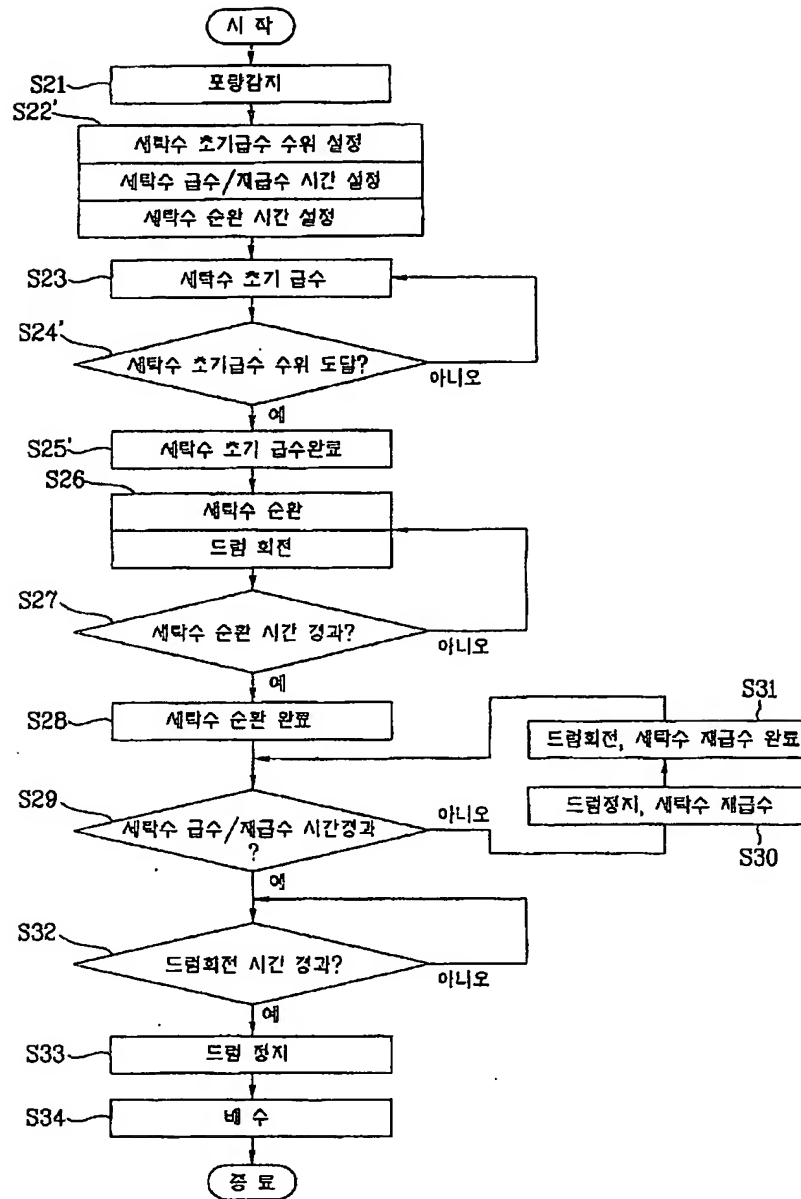 시 작
S21
포량감지
S22'
세탁수 초기급수 수위 설정
세탁수 급수/재급수 시간 설정
세탁수 순환 시간 설정
S23
세탁수 초기 급수
S24'
세탁수 초기급수 수위 도달?
아니오
예
S25'
세탁수 초기 급수완료
S26
세탁수 순환
드럼 회전
S27
세탁수 순환 시간 경과?
아니오
예
S28
세탁수 순환 완료
S31
드럼회전, 세탁수 재급수 완료
S29
세탁수 급수/재급수 시간경과
?
아니오
드럼정지, 세탁수 재급수
S30
예
S32
드럼회전 시간 경과?
아니오
예
S33
드럼 정지
S34
배 수
종 료